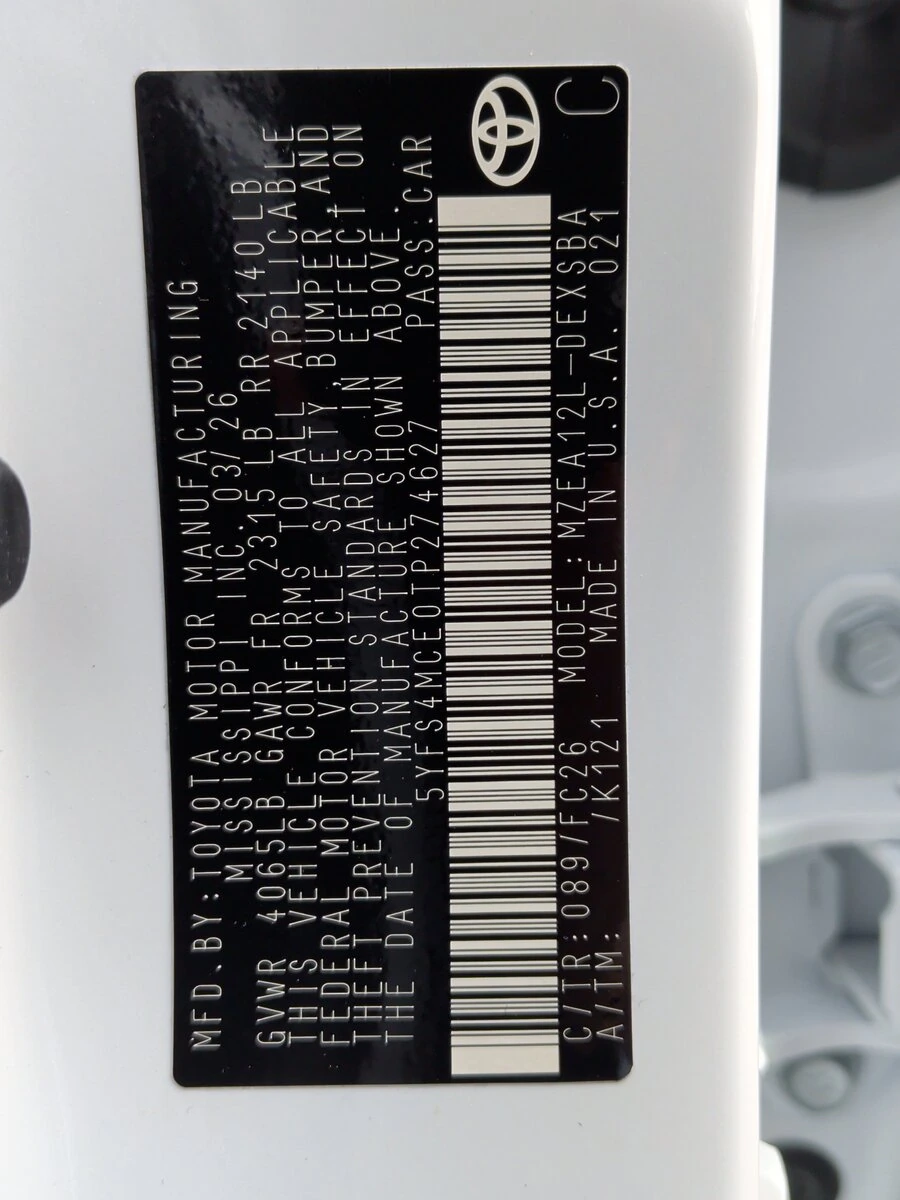 MFD.BY:TOYOTA MOTOR MANUFACTURING
MISSISSIPPI INC.03/26
GVWR 4065LB GAWR FR 2315 LB RR 2140LB
THIS VEHICLE CONFORMS TO ALL APPLICABLE
FEDERAL MOTOR VEHICLE SAFETY, BUMPER,AND
THEFT PREVENTION STANDARDS IN EFFECT ON
THE DATE OF MANUFACTURE SHOWN ABOVE.
5YFS4MCE0TP274627 PASS.CAR
C/TR:089/FC26 MODEL:MZEA12L-DEXSBA
A/TM: /K121 MADE IN U.S.A. 021
C